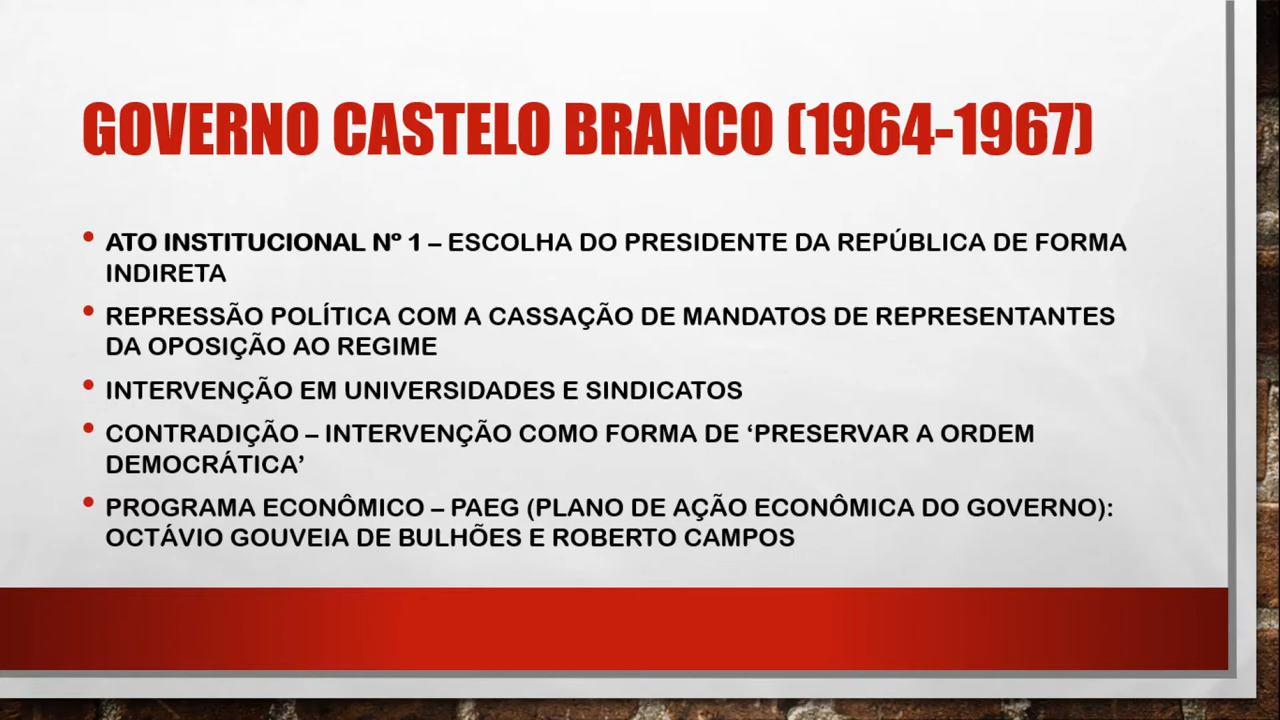 GOVERNO CASTELO BRANCO (1964-1967)
• ATO INSTITUCIONAL Nº 1 – ESCOLHA DO PRESIDENTE DA REPÚBLICA DE FORMA
INDIRETA
• REPRESSÃO POLÍTICA COM A CASSAÇÃO DE MANDATOS DE REPRESENTANTES
DA OPOSIÇÃO AO REGIME
• INTERVENÇÃO EM UNIVERSIDADES E SINDICATOS
• CONTRADIÇÃO – INTERVENÇÃO COMO FORMA DE ‘PRESERVAR A ORDEM
DEMOCRÁTICA’
• PROGRAMA ECONÔMICO – PAEG (PLANO DE AÇÃO ECONÔMICA DO GOVERNO):
OCTÁVIO GOUVEIA DE BULHÕES E ROBERTO CAMPOS